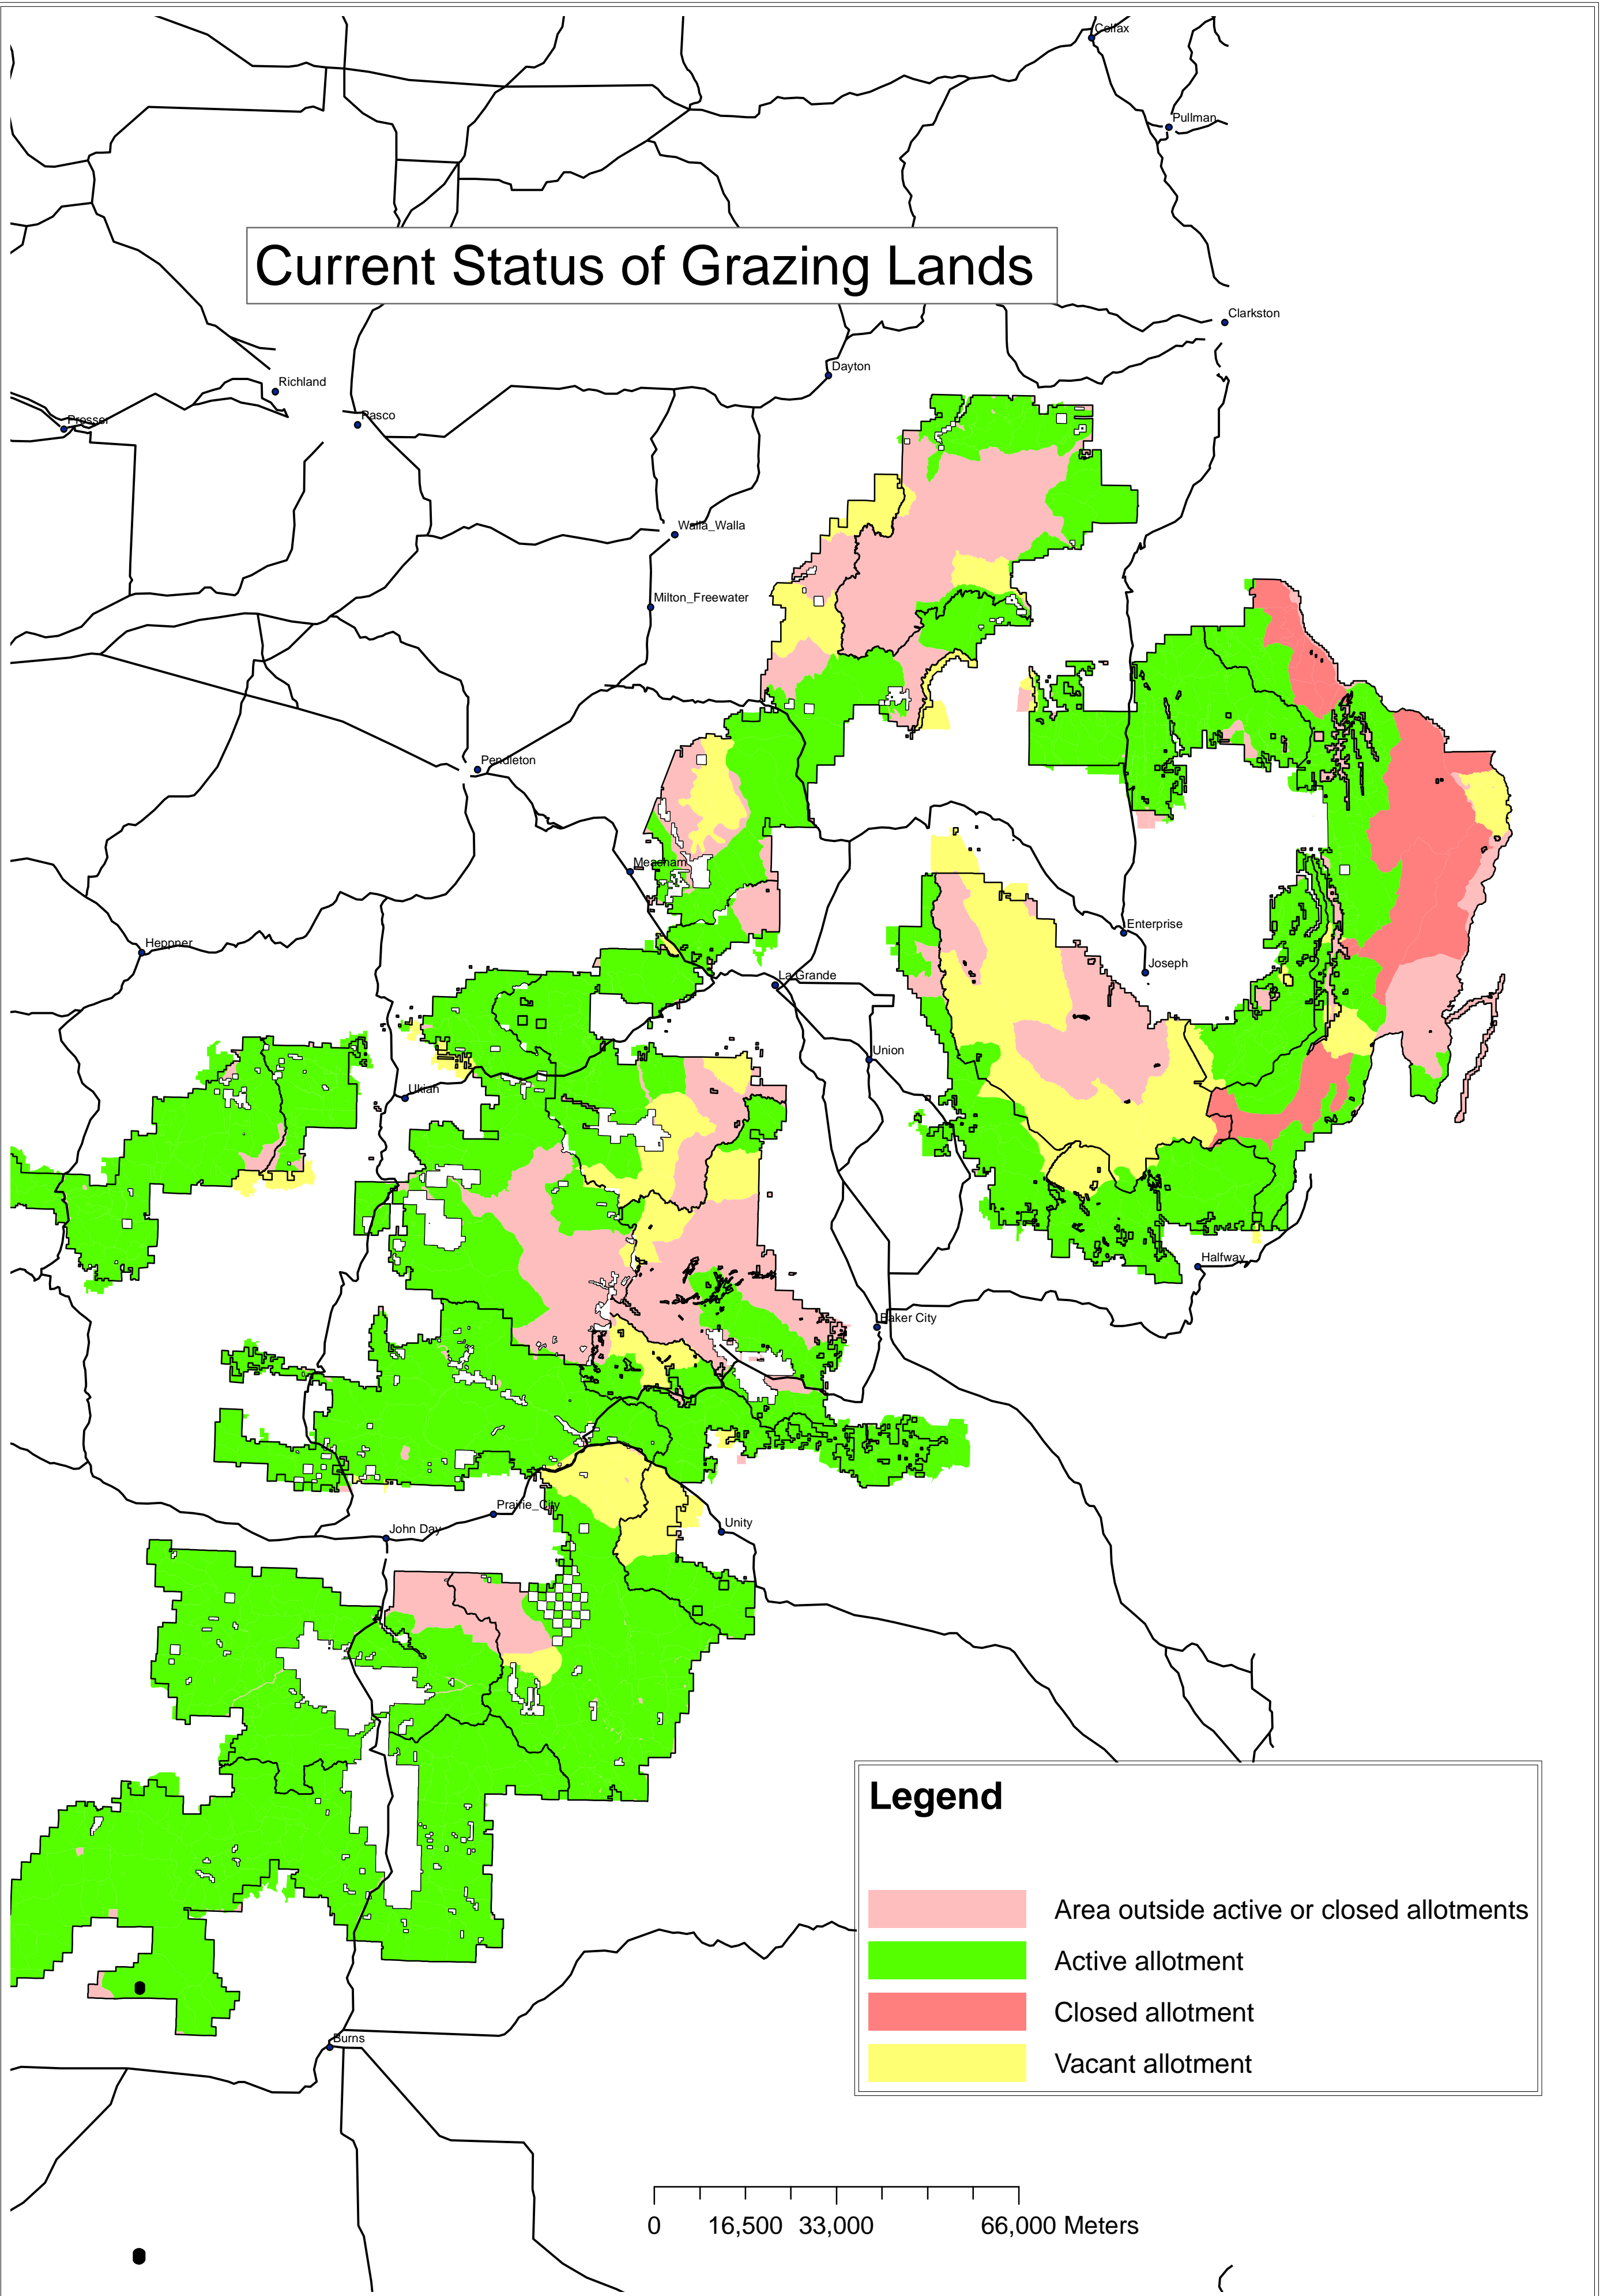 Colfax
Pullman
Current Status of Grazing Lands
Clarkston
Dayton
Richland
Pasco
Prosser
Walla_Walla
Milton_Freewater
Pendleton
Meacham
Enterprise
Heppner
Joseph
La Grande
Union
Ukiah
Halfway
Baker City
Prairie_City
Unity
John Day
Legend
Area outside active or closed allotments
Active allotment
Closed allotment
Vacant allotment
Burns
0 16,500 33,000 66,000 Meters